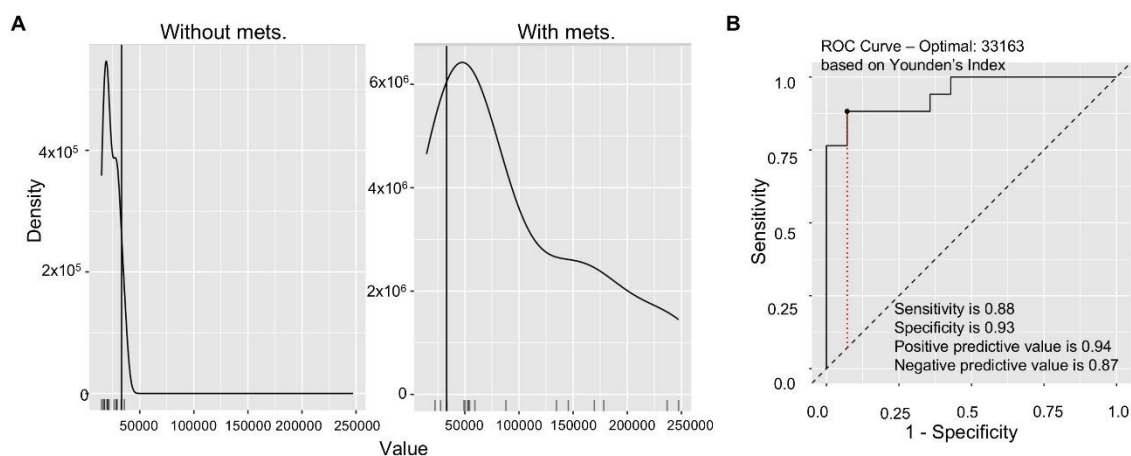 A
Without mets.
With mets.
Density
4x10⁵
2x10⁵
0
50000
100000
150000
200000
250000
6x10⁶
4x10⁶
2x10⁶
0
50000
100000
150000
200000
250000
Value
B
ROC Curve – Optimal: 33163
based on Younden's Index
Sensitivity
1.0
0.75
0.5
0.25
0.0
Sensitivity is 0.88
Specificity is 0.93
Positive predictive value is 0.94
Negative predictive value is 0.87
0.0
0.25
0.5
0.75
1.0
1 - Specificity